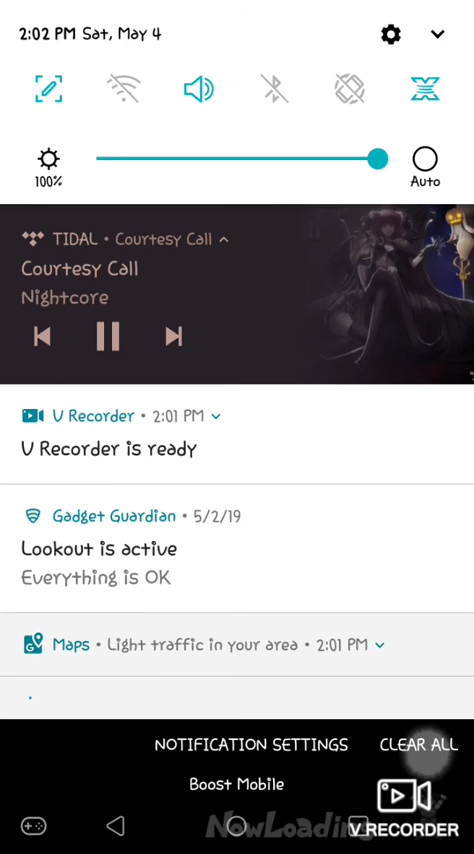 2:02 PM Sat, May 4
100%
Auto
TIDAL • Courtesy Call
Courtesy Call
Nightcore
V Recorder • 2:01 PM
V Recorder is ready
Gadget Guardian • 5/2/19
Lookout is active
Everything is OK
Maps • Light traffic in your area • 2:01 PM
NOTIFICATION SETTINGS
CLEAR ALL
Boost Mobile
NowLoading
V RECORDER